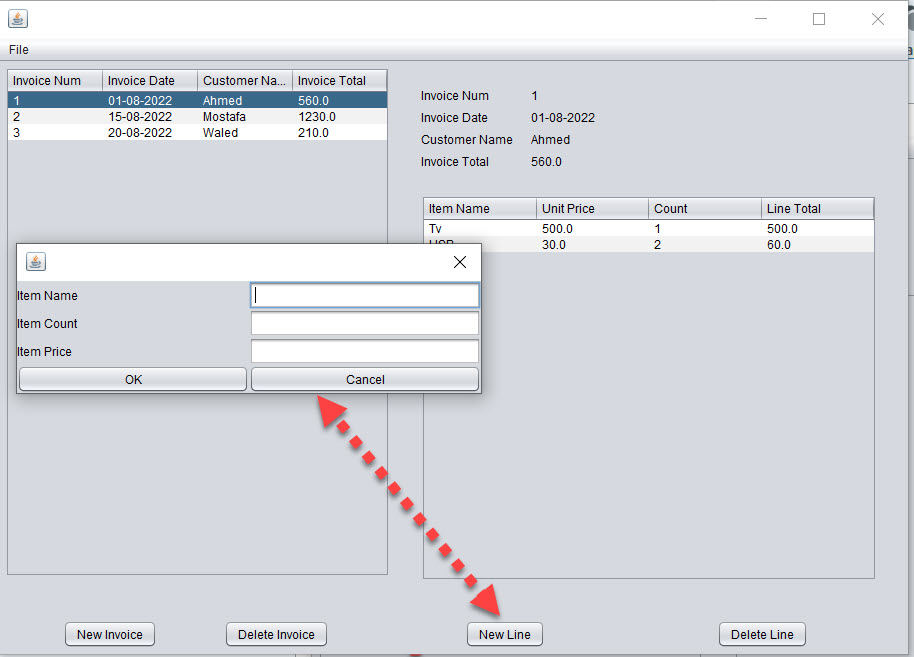 File
Invoice Num Invoice Date Customer Na... Invoice Total
1 01-08-2022 Ahmed 560.0
2 15-08-2022 Mostafa 1230.0
3 20-08-2022 Waled 210.0
Invoice Num 1
Invoice Date 01-08-2022
Customer Name Ahmed
Invoice Total 560.0
Item Name Unit Price Count Line Total
Tv 500.0 1 500.0
30.0 2 60.0
Item Name
Item Count
Item Price
OK Cancel
New Invoice Delete Invoice New Line Delete Line